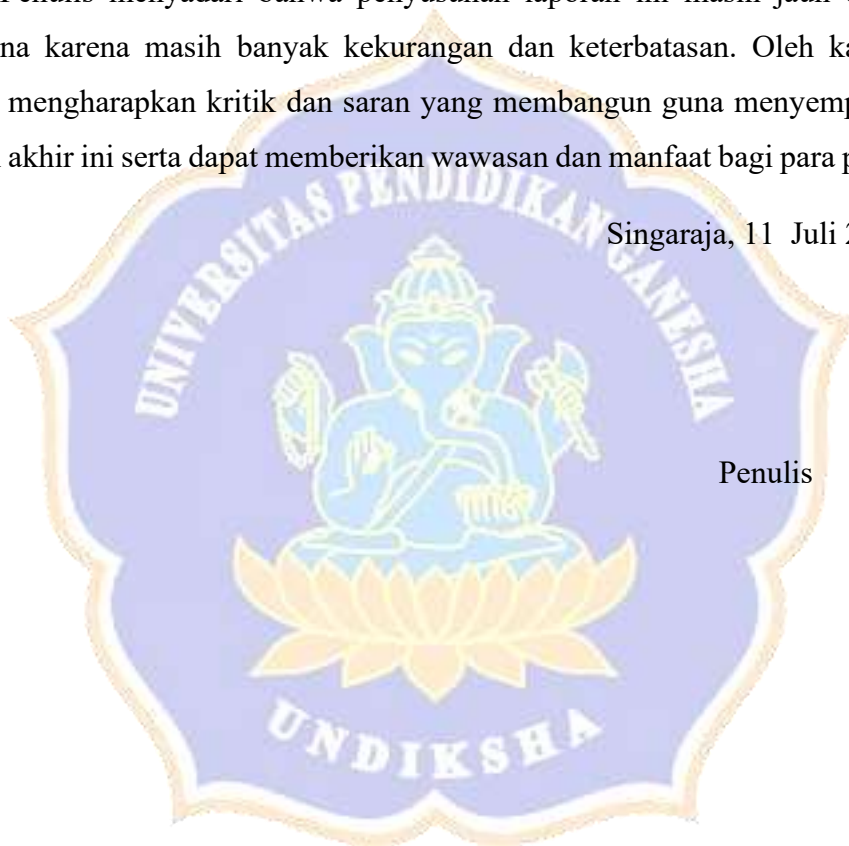 Penulis menyadari bahwa penyusunan laporan ini masih jauh
na karena masih banyak kekurangan dan keterbatasan. Oleh ka
mengharapkan kritik dan saran yang membangun guna menyemp
akhir ini serta dapat memberikan wawasan dan manfaat bagi para p
Singaraja, 11 Juli 2
UNIVERSITAS PENDIDIKAN GANESHA
Penulis
UNDIKSHA